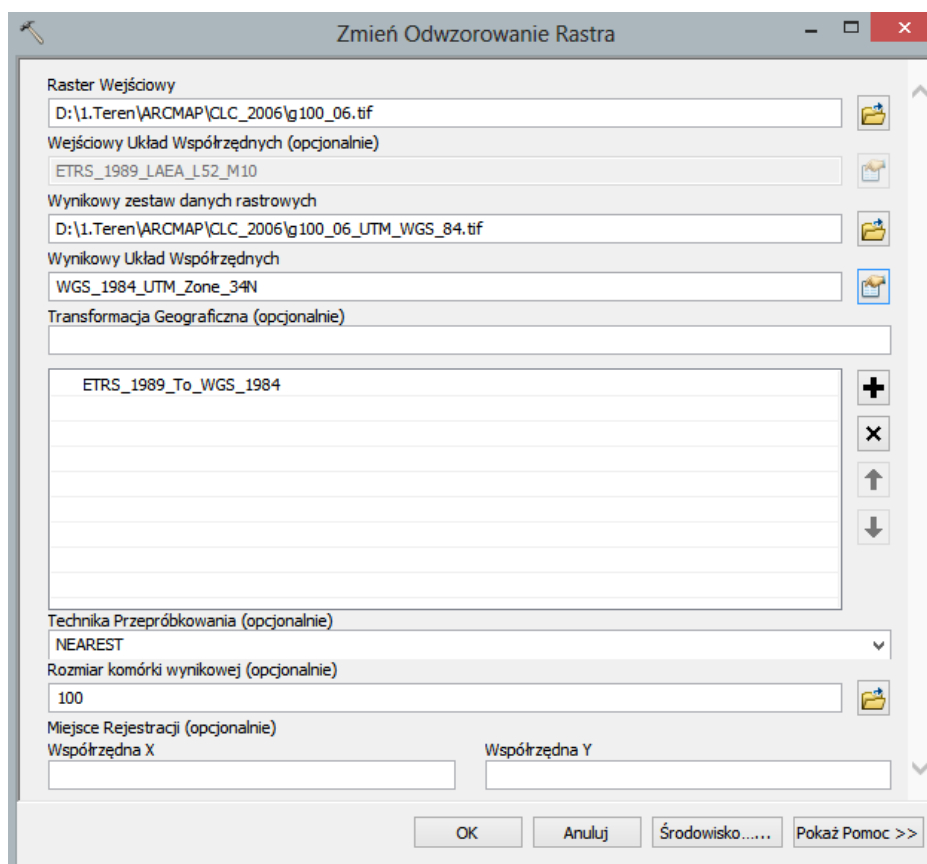 Zmień Odwzorowanie Rastra
Raster Wejściowy
D:\1.Teren\ARCMAP\CLC_2006\g100_06.tif
Wejściowy Układ Współrzędnych (opcjonalnie)
ETRS_1989_LAEA_L52_M10
Wynikowy zestaw danych rastrowych
D:\1.Teren\ARCMAP\CLC_2006\g100_06_UTM_WGS_84.tif
Wynikowy Układ Współrzędnych
WGS_1984_UTM_Zone_34N
Transformacja Geograficzna (opcjonalnie)
ETRS_1989_To_WGS_1984
Technika Przepróbkowania (opcjonalnie)
NEAREST
Rozmiar komórki wynikowej (opcjonalnie)
100
Miejsce Rejestracji (opcjonalnie)
Współrzędna X Współrzędna Y
OK Anuluj Środowisko...... Pokaż Pomoc >>